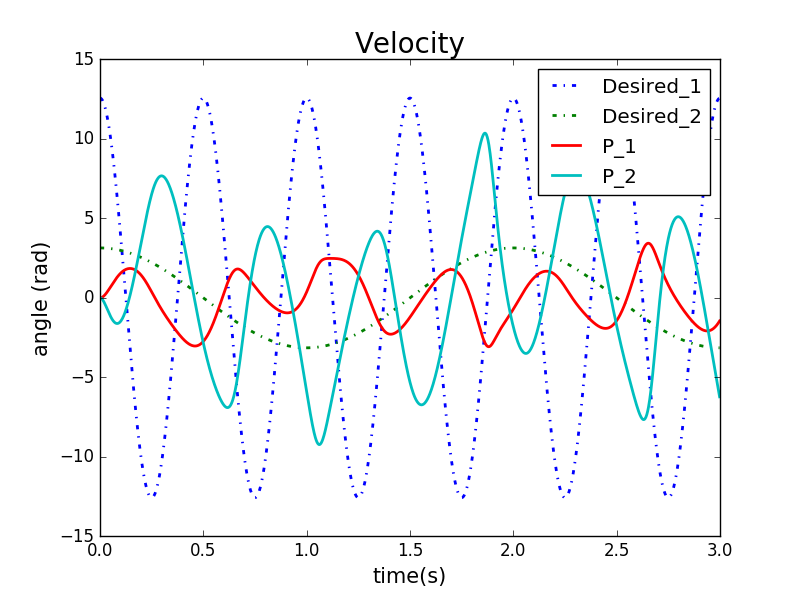 Velocity
15
10
5
0
−5
−10
−15
angle (rad)
Desired_1
Desired_2
P_1
P_2
0.0 0.5 1.0 1.5 2.0 2.5 3.0
time(s)